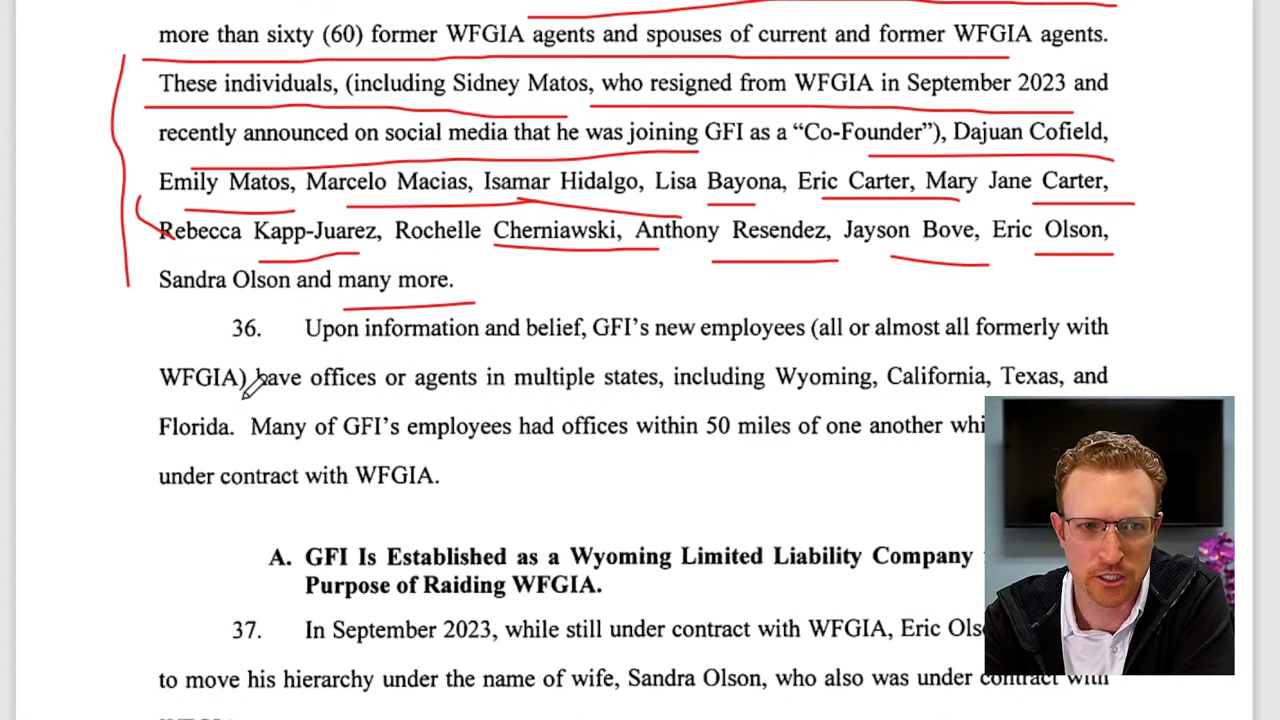 more than sixty (60) former WFGIA agents and spouses of current and former WFGIA agents.
These individuals, (including Sidney Matos, who resigned from WFGIA in September 2023 and
recently announced on social media that he was joining GFI as a “Co-Founder”), Dajuan Cofield,
Emily Matos, Marcelo Macias, Isamar Hidalgo, Lisa Bayona, Eric Carter, Mary Jane Carter,
Rebecca Kapp-Juarez, Rochelle Cherniawski, Anthony Resendez, Jayson Bove, Eric Olson,
Sandra Olson and many more.
36. Upon information and belief, GFI’s new employees (all or almost all formerly with
WFGIA) have offices or agents in multiple states, including Wyoming, California, Texas, and
Florida. Many of GFI’s employees had offices within 50 miles of one another whi
under contract with WFGIA.
A. GFI Is Established as a Wyoming Limited Liability Company
Purpose of Raiding WFGIA.
37. In September 2023, while still under contract with WFGIA, Eric Ols
to move his hierarchy under the name of wife, Sandra Olson, who also was under contract with